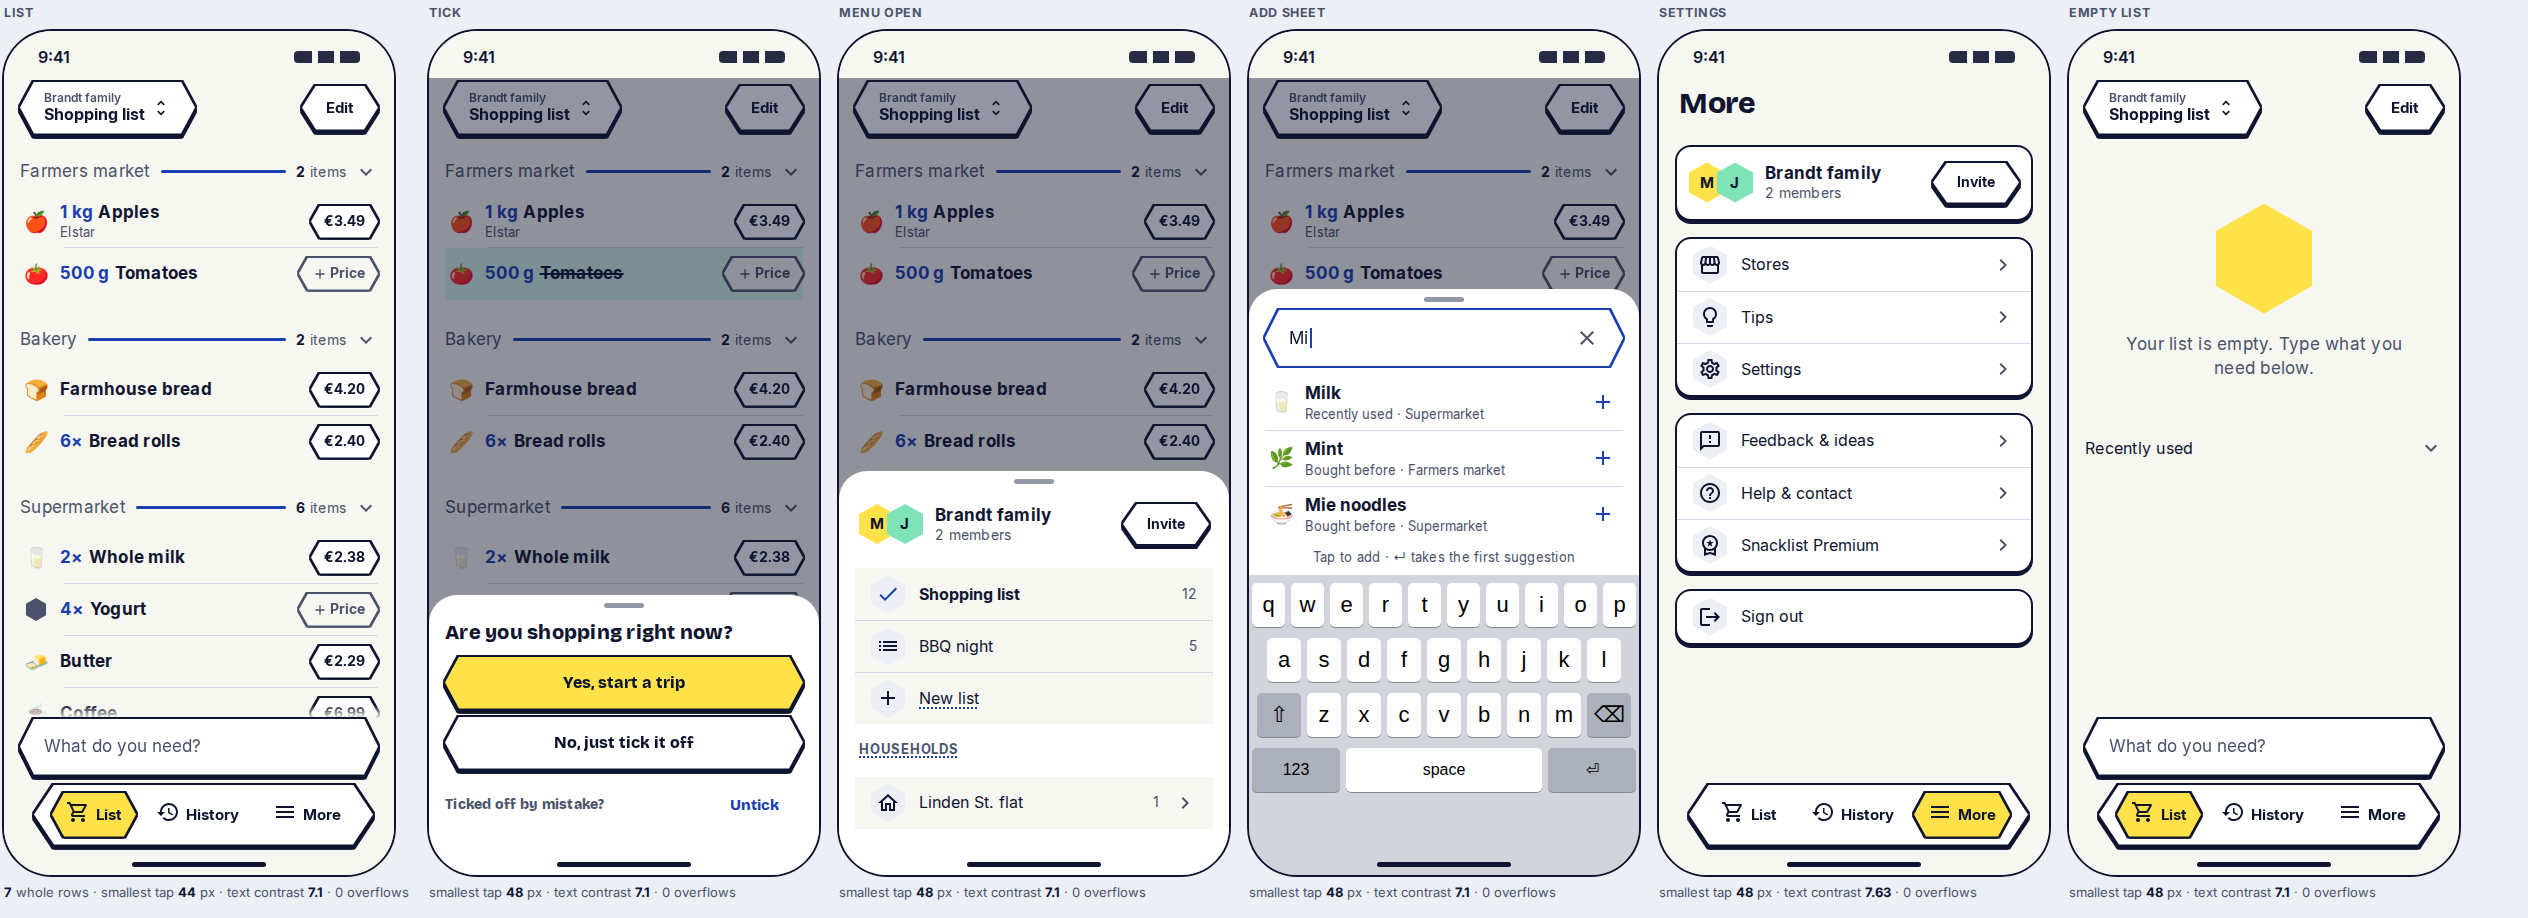 LIST
9:41
Brandt family
Shopping list
Edit
Farmers market
2 items
1 kg Apples
Elstar
€3.49
500 g Tomatoes
+ Price
Bakery
2 items
Farmhouse bread
€4.20
6× Bread rolls
€2.40
Supermarket
6 items
2× Whole milk
€2.38
4× Yogurt
+ Price
Butter
€2.29
Coffee
€6.99
What do you need?
List
History
More
7 whole rows · smallest tap 44 px · text contrast 7.1 · 0 overflows
TICK
9:41
Brandt family
Shopping list
Edit
Farmers market
2 items
1 kg Apples
Elstar
€3.49
500 g Tomatoes
+ Price
Bakery
2 items
Farmhouse bread
€4.20
6× Bread rolls
€2.40
Supermarket
6 items
2× Whole milk
€2.38
Are you shopping right now?
Yes, start a trip
No, just tick it off
Ticked off by mistake?
Untick
smallest tap 48 px · text contrast 7.1 · 0 overflows
MENU OPEN
9:41
Brandt family
Shopping list
Edit
Farmers market
2 items
1 kg Apples
Elstar
€3.49
500 g Tomatoes
+ Price
Bakery
2 items
Farmhouse bread
€4.20
6× Bread rolls
€2.40
M
J
Brandt family
2 members
Invite
Shopping list
12
BBQ night
5
New list
HOUSEHOLDS
Linden St. flat
1
smallest tap 48 px · text contrast 7.1 · 0 overflows
ADD SHEET
9:41
Brandt family
Shopping list
Edit
Farmers market
2 items
1 kg Apples
Elstar
€3.49
500 g Tomatoes
+ Price
Mi
Milk
Recently used · Supermarket
Mint
Bought before · Farmers market
Mie noodles
Bought before · Supermarket
Tap to add · ↵ takes the first suggestion
q w e r t y u i o p
a s d f g h j k l
⇧ z x c v b n m ⌫
123 space ⏎
smallest tap 48 px · text contrast 7.1 · 0 overflows
SETTINGS
9:41
More
M
J
Brandt family
2 members
Invite
Stores
Tips
Settings
Feedback & ideas
Help & contact
Snacklist Premium
Sign out
List
History
More
smallest tap 48 px · text contrast 7.63 · 0 overflows
EMPTY LIST
9:41
Brandt family
Shopping list
Edit
Your list is empty. Type what you
need below.
Recently used
What do you need?
List
History
More
smallest tap 48 px · text contrast 7.1 · 0 overflows